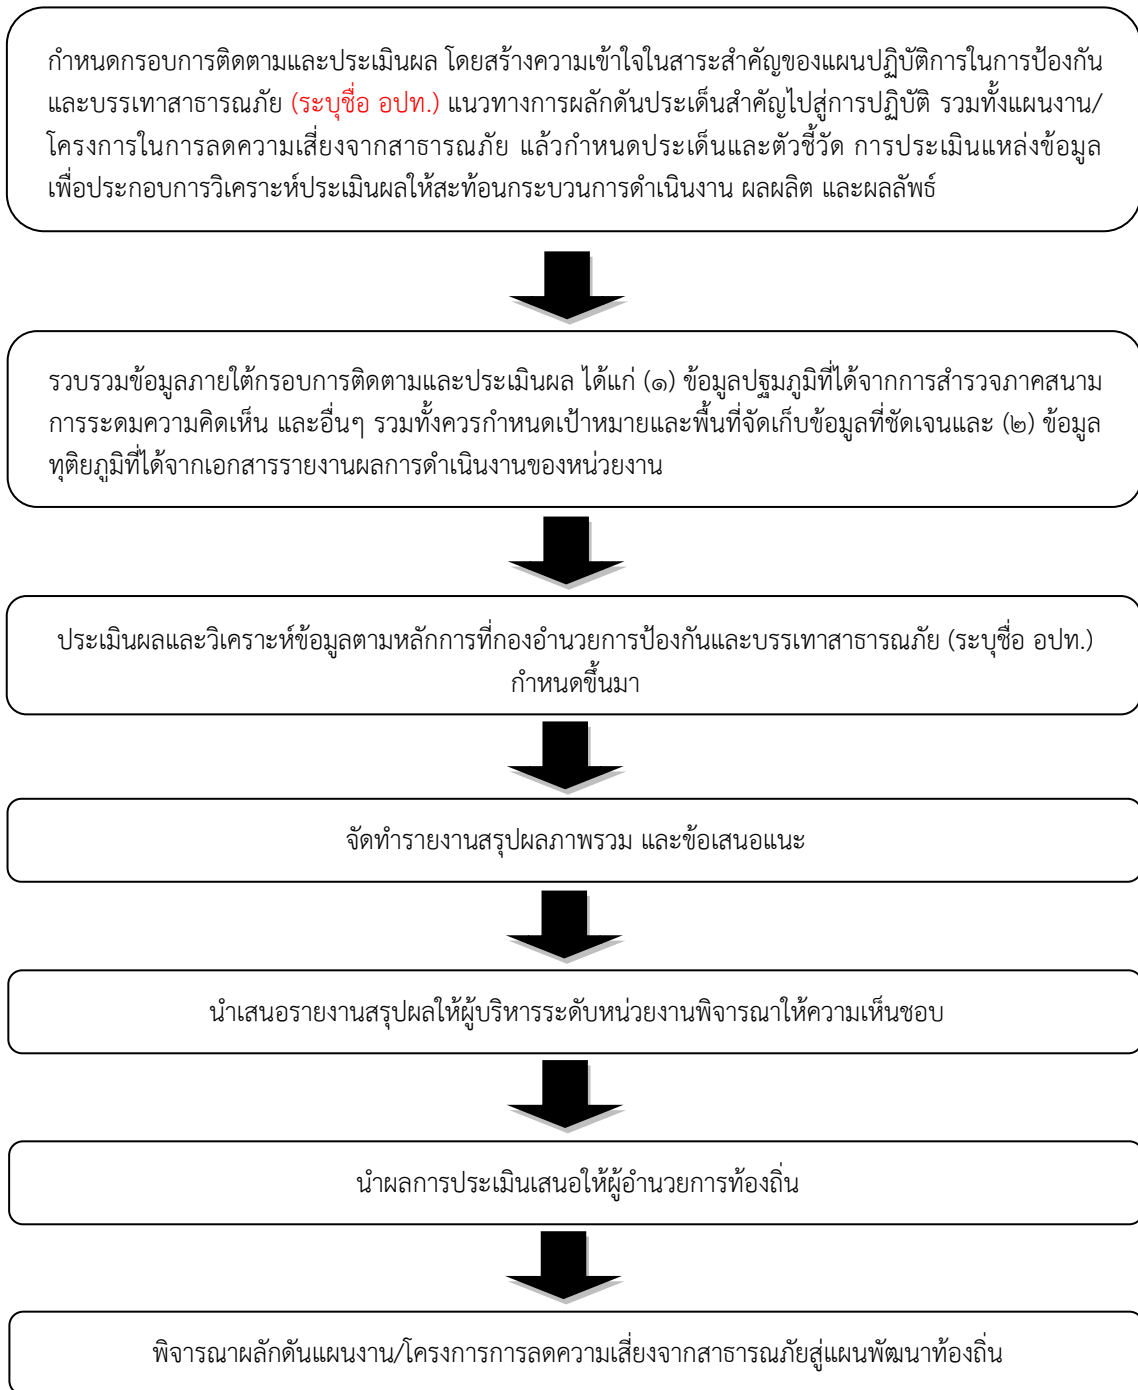 กำหนดกรอบการติดตามและประเมินผล โดยสร้างความเข้าใจในสาระสำคัญของแผนปฏิบัติการในการป้องกัน
และบรรเทาสาธารณภัย (ระบุชื่อ อปท.) แนวทางการผลักดันประเด็นสำคัญไปสู่การปฏิบัติ รวมทั้งแผนงาน/
โครงการในการลดความเสี่ยงจากสาธารณภัย แล้วกำหนดประเด็นและตัวชี้วัด การประเมินแหล่งข้อมูล
เพื่อประกอบการวิเคราะห์ประเมินผลให้สะท้อนกระบวนการดำเนินงาน ผลผลิต และผลลัพธ์
รวบรวมข้อมูลภายใต้กรอบการติดตามและประเมินผล ได้แก่ (๑) ข้อมูลปฐมภูมิที่ได้จากการสำรวจภาคสนาม
การระดมความคิดเห็น และอื่นๆ รวมทั้งควรกำหนดเป้าหมายและพื้นที่จัดเก็บข้อมูลที่ชัดเจนและ (๒) ข้อมูล
ทุติยภูมิที่ได้จากเอกสารรายงานผลการดำเนินงานของหน่วยงาน
ประเมินผลและวิเคราะห์ข้อมูลตามหลักการที่กองอำนวยการป้องกันและบรรเทาสาธารณภัย (ระบุชื่อ อปท.)
กำหนดขึ้นมา
จัดทำรายงานสรุปผลภาพรวม และข้อเสนอแนะ
นำเสนอรายงานสรุปผลให้ผู้บริหารระดับหน่วยงานพิจารณาให้ความเห็นชอบ
นำผลการประเมินเสนอให้ผู้อำนวยการท้องถิ่น
พิจารณาผลักดันแผนงาน/โครงการการลดความเสี่ยงจากสาธารณภัยสู่แผนพัฒนาท้องถิ่น